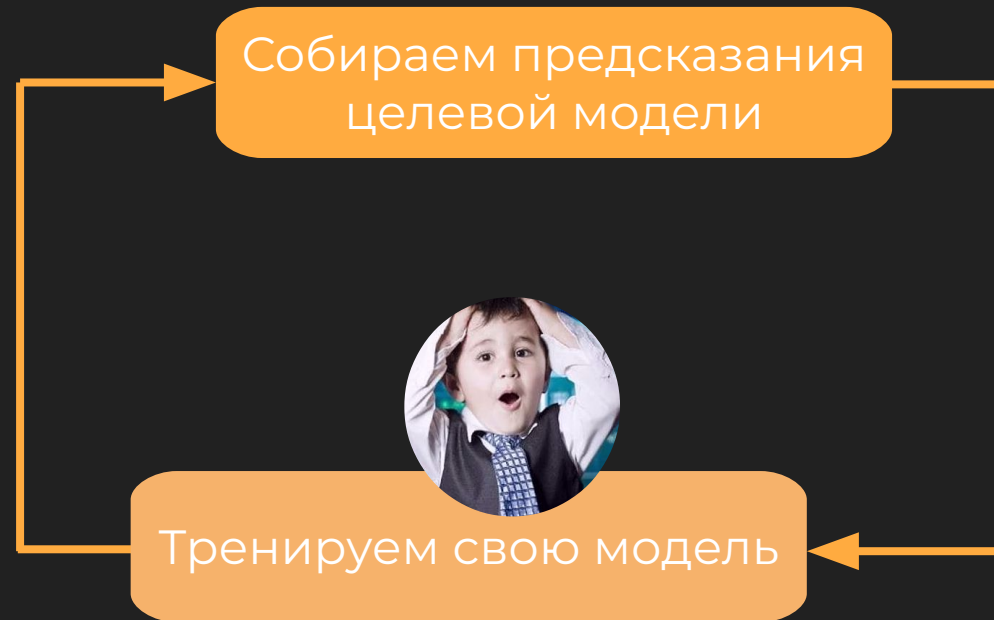 Собираем предсказания
целевой модели
Тренируем свою модель